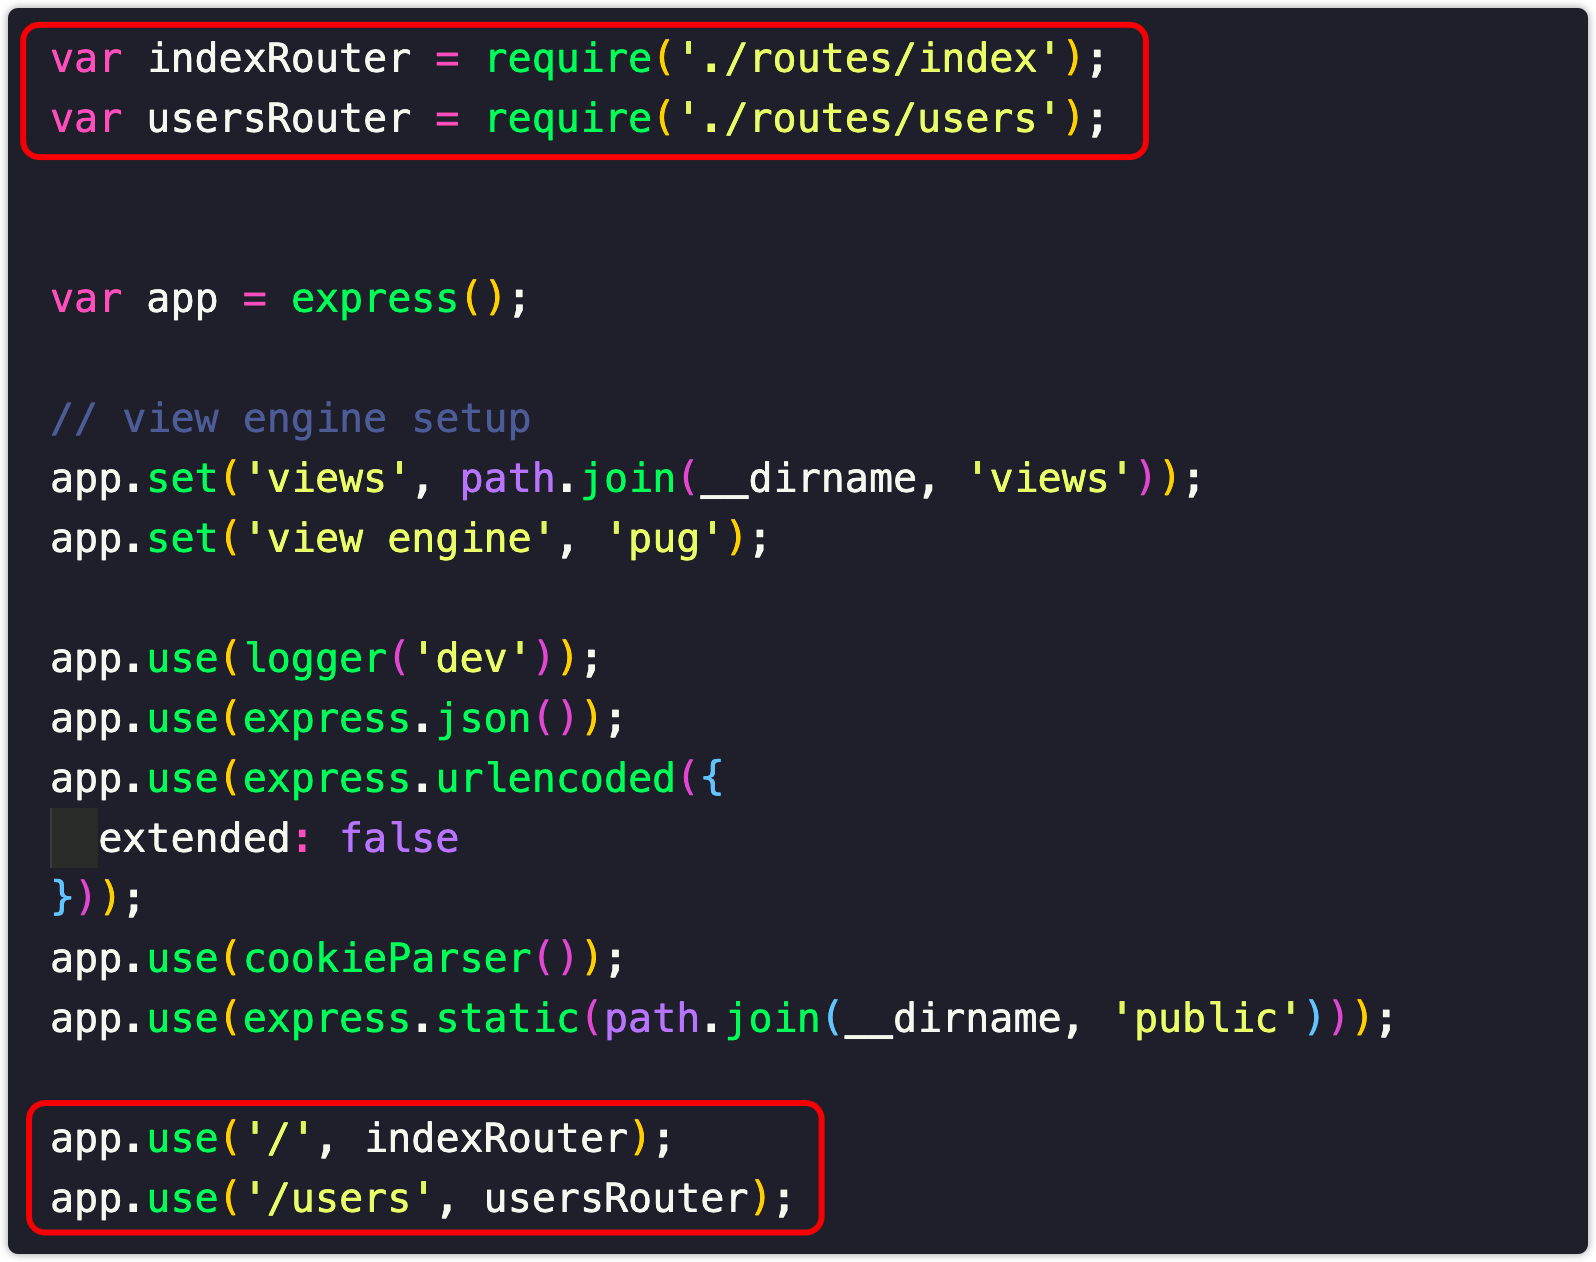 var indexRouter = require('./routes/index');
var usersRouter = require('./routes/users');
var app = express();
// view engine setup
app.set('views', path.join(__dirname, 'views'));
app.set('view engine', 'pug');
app.use(logger('dev'));
app.use(express.json());
app.use(express.urlencoded({
  extended: false
}));
app.use(cookieParser());
app.use(express.static(path.join(__dirname, 'public')));
app.use('/', indexRouter);
app.use('/users', usersRouter);